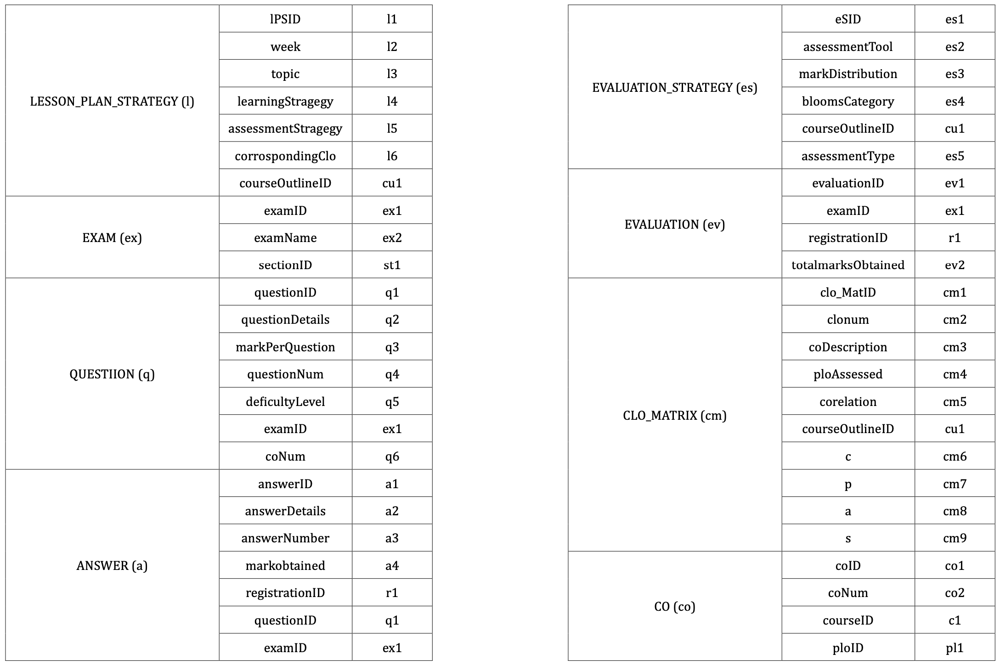 LESSON_PLAN_STRATEGY (l)
lPSID l1
week l2
topic l3
learningStragegy l4
assessmentStragegy l5
corrospondingClo l6
courseOutlineID cu1
EXAM (ex)
examID ex1
examName ex2
sectionID st1
QUESTIION (q)
questionID q1
questionDetails q2
markPerQuestion q3
questionNum q4
deficultyLevel q5
examID ex1
coNum q6
ANSWER (a)
answerID a1
answerDetails a2
answerNumber a3
markobtained a4
registrationID r1
questionID q1
examID ex1
EVALUATION_STRATEGY (es)
eSID es1
assessmentTool es2
markDistribution es3
bloomsCategory es4
courseOutlineID cu1
assessmentType es5
EVALUATION (ev)
evaluationID ev1
examID ex1
registrationID r1
totalmarksObtained ev2
CLO_MATRIX (cm)
clo_MatID cm1
clonum cm2
coDescription cm3
ploAssessed cm4
corelation cm5
courseOutlineID cu1
c cm6
p cm7
a cm8
s cm9
CO (co)
coID co1
coNum co2
courseID c1
ploID pl1